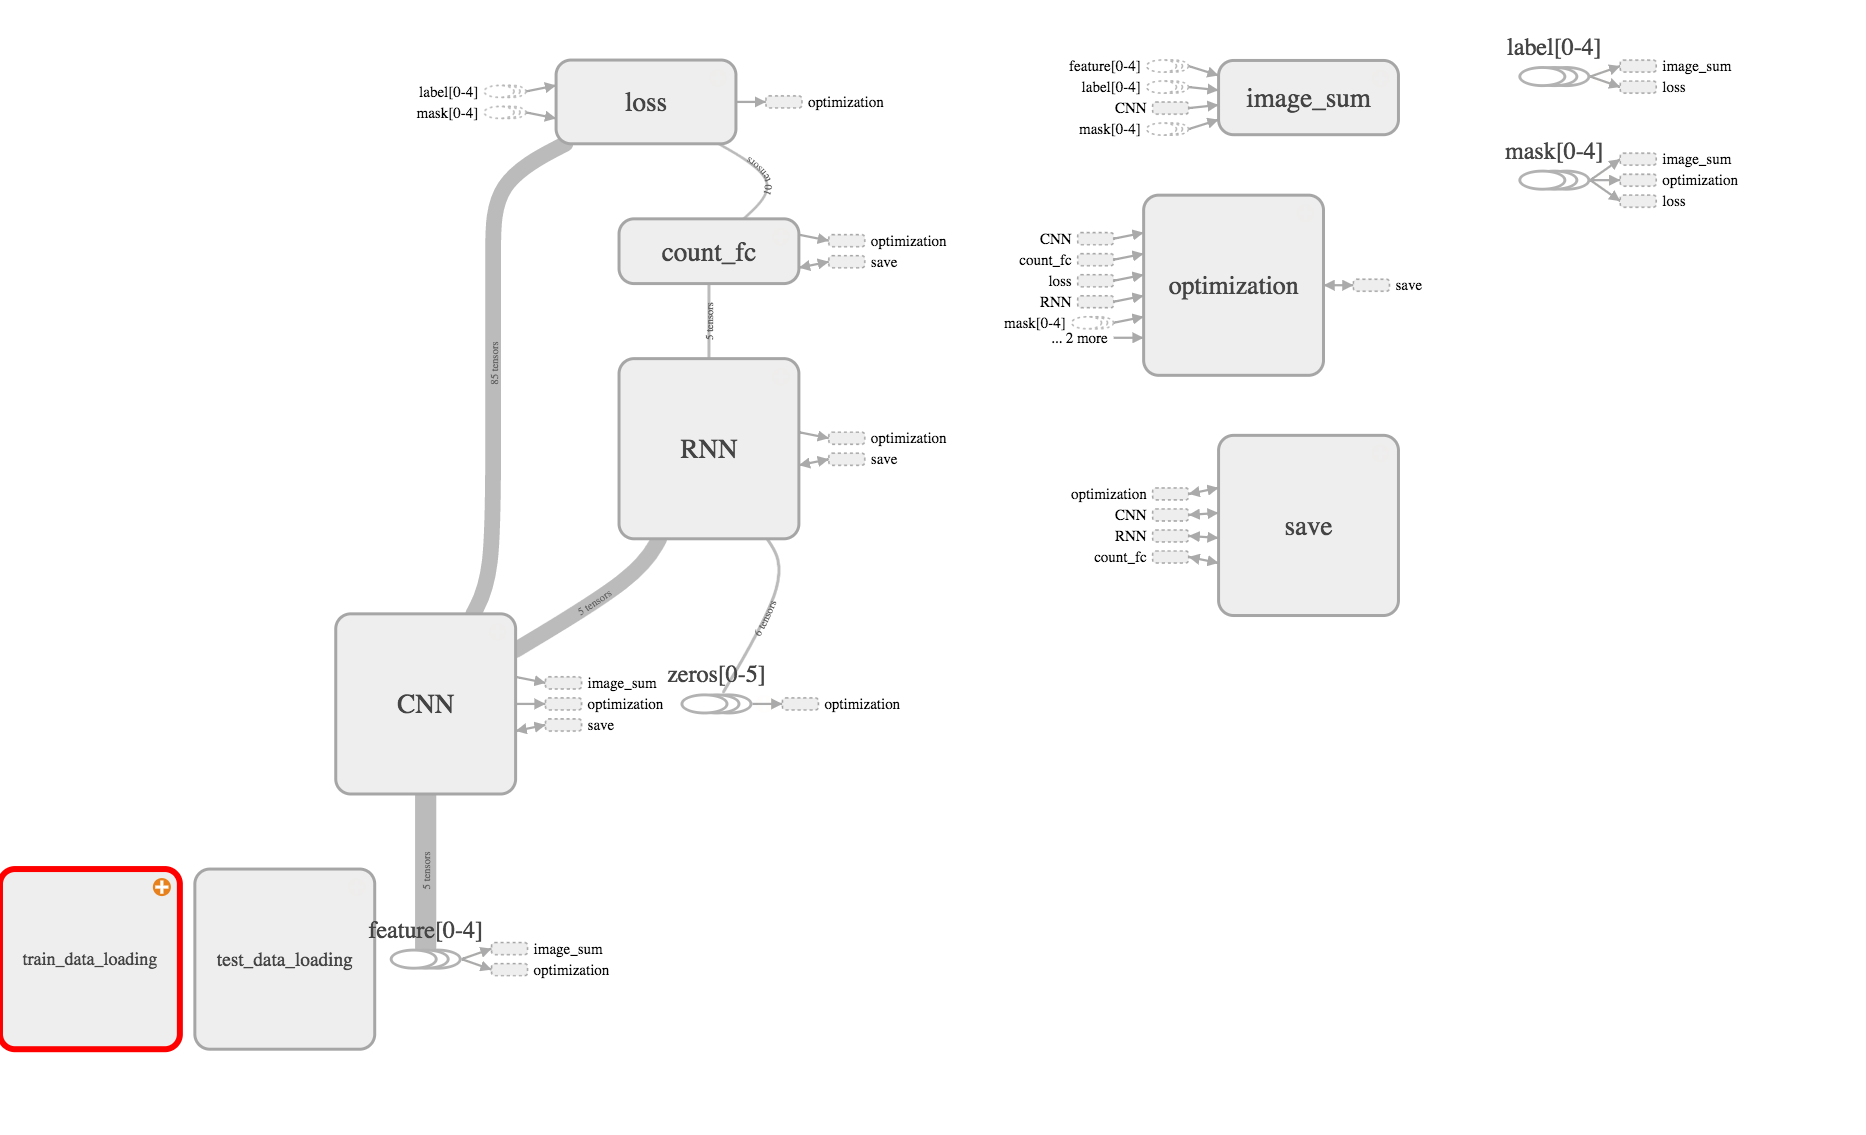 label[0-4]
mask[0-4]
loss
optimization
10 tensors
count_fc
optimization
save
5 tensors
85 tensors
RNN
optimization
save
5 tensors
6 tensors
CNN
image_sum
optimization
save
zeros[0-5]
optimization
5 tensors
train_data_loading
test_data_loading
feature[0-4]
image_sum
optimization
feature[0-4]
label[0-4]
CNN
mask[0-4]
image_sum
CNN
count_fc
loss
RNN
mask[0-4]
... 2 more
optimization
save
optimization
CNN
RNN
count_fc
save
label[0-4]
image_sum
loss
mask[0-4]
image_sum
optimization
loss